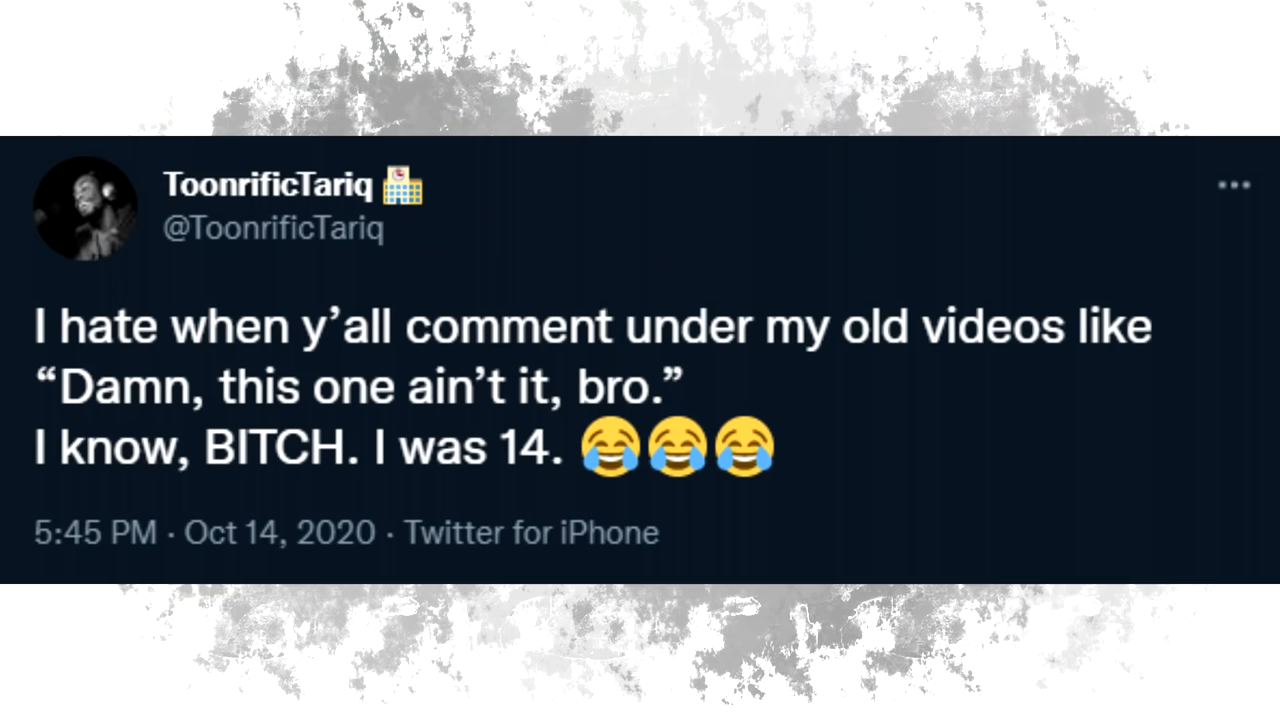 ToonrificTariq 🏫
@ToonrificTariq
I hate when y’all comment under my old videos like
“Damn, this one ain’t it, bro.”
I know, BITCH. I was 14. 😂😂😂
5:45 PM · Oct 14, 2020 · Twitter for iPhone